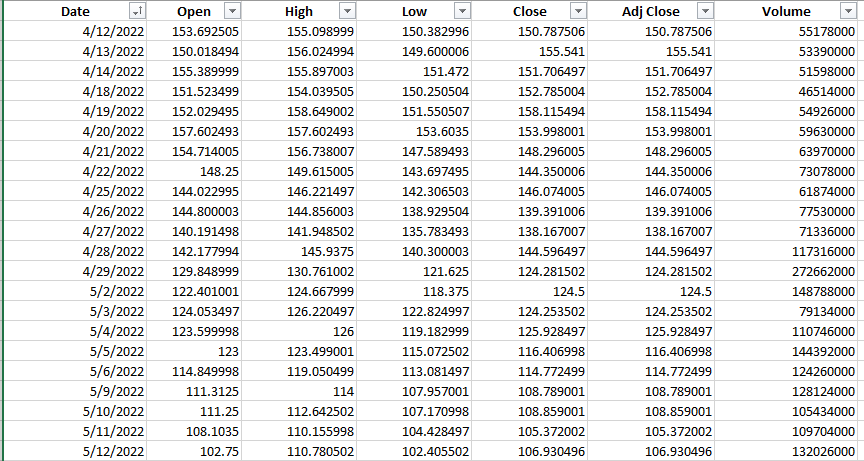 Date Open High Low Close Adj Close Volume
4/12/2022 153.692505 155.098999 150.382996 150.787506 150.787506 55178000
4/13/2022 150.018494 156.024994 149.600006 155.541 155.541 53390000
4/14/2022 155.389999 155.897003 151.472 151.706497 151.706497 51598000
4/18/2022 151.523499 154.039505 150.250504 152.785004 152.785004 46514000
4/19/2022 152.029495 158.649002 151.550507 158.115494 158.115494 54926000
4/20/2022 157.602493 157.602493 153.6035 153.998001 153.998001 59630000
4/21/2022 154.714005 156.738007 147.589493 148.296005 148.296005 63970000
4/22/2022 148.25 149.615005 143.697495 144.350006 144.350006 73078000
4/25/2022 144.022995 146.221497 142.306503 146.074005 146.074005 61874000
4/26/2022 144.800003 144.856003 138.929504 139.391006 139.391006 77530000
4/27/2022 140.191498 141.948502 135.783493 138.167007 138.167007 71336000
4/28/2022 142.177994 145.9375 140.300003 144.596497 144.596497 117316000
4/29/2022 129.848999 130.761002 121.625 124.281502 124.281502 272662000
5/2/2022 122.401001 124.667999 118.375 124.5 124.5 148788000
5/3/2022 124.053497 126.220497 122.824997 124.253502 124.253502 79134000
5/4/2022 123.599998 126 119.182999 125.928497 125.928497 110746000
5/5/2022 123 123.499001 115.072502 116.406998 116.406998 144392000
5/6/2022 114.849998 119.050499 113.081497 114.772499 114.772499 124260000
5/9/2022 111.3125 114 107.957001 108.789001 108.789001 128124000
5/10/2022 111.25 112.642502 107.170998 108.859001 108.859001 105434000
5/11/2022 108.1035 110.155998 104.428497 105.372002 105.372002 109704000
5/12/2022 102.75 110.780502 102.405502 106.930496 106.930496 132026000